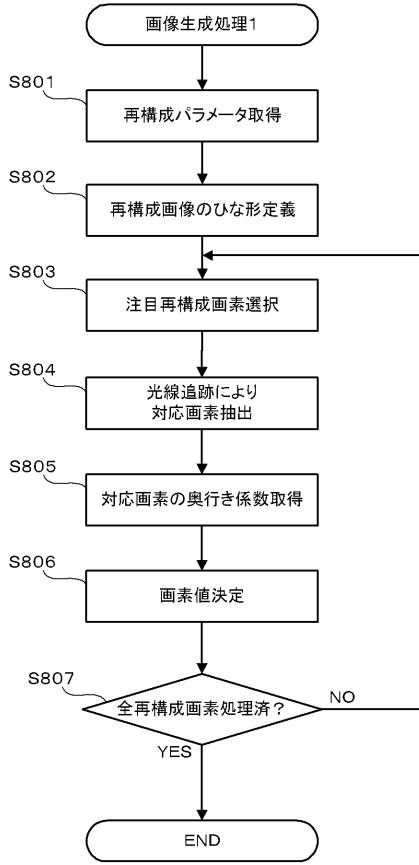 画像生成処理1
S801
再構成パラメータ取得
S802
再構成画像のひな形定義
S803
注目再構成画素選択
S804
光線追跡により
対応画素抽出
S805
対応画素の奥行き係数取得
S806
画素値決定
S807
全再構成画素処理済?
NO
YES
END